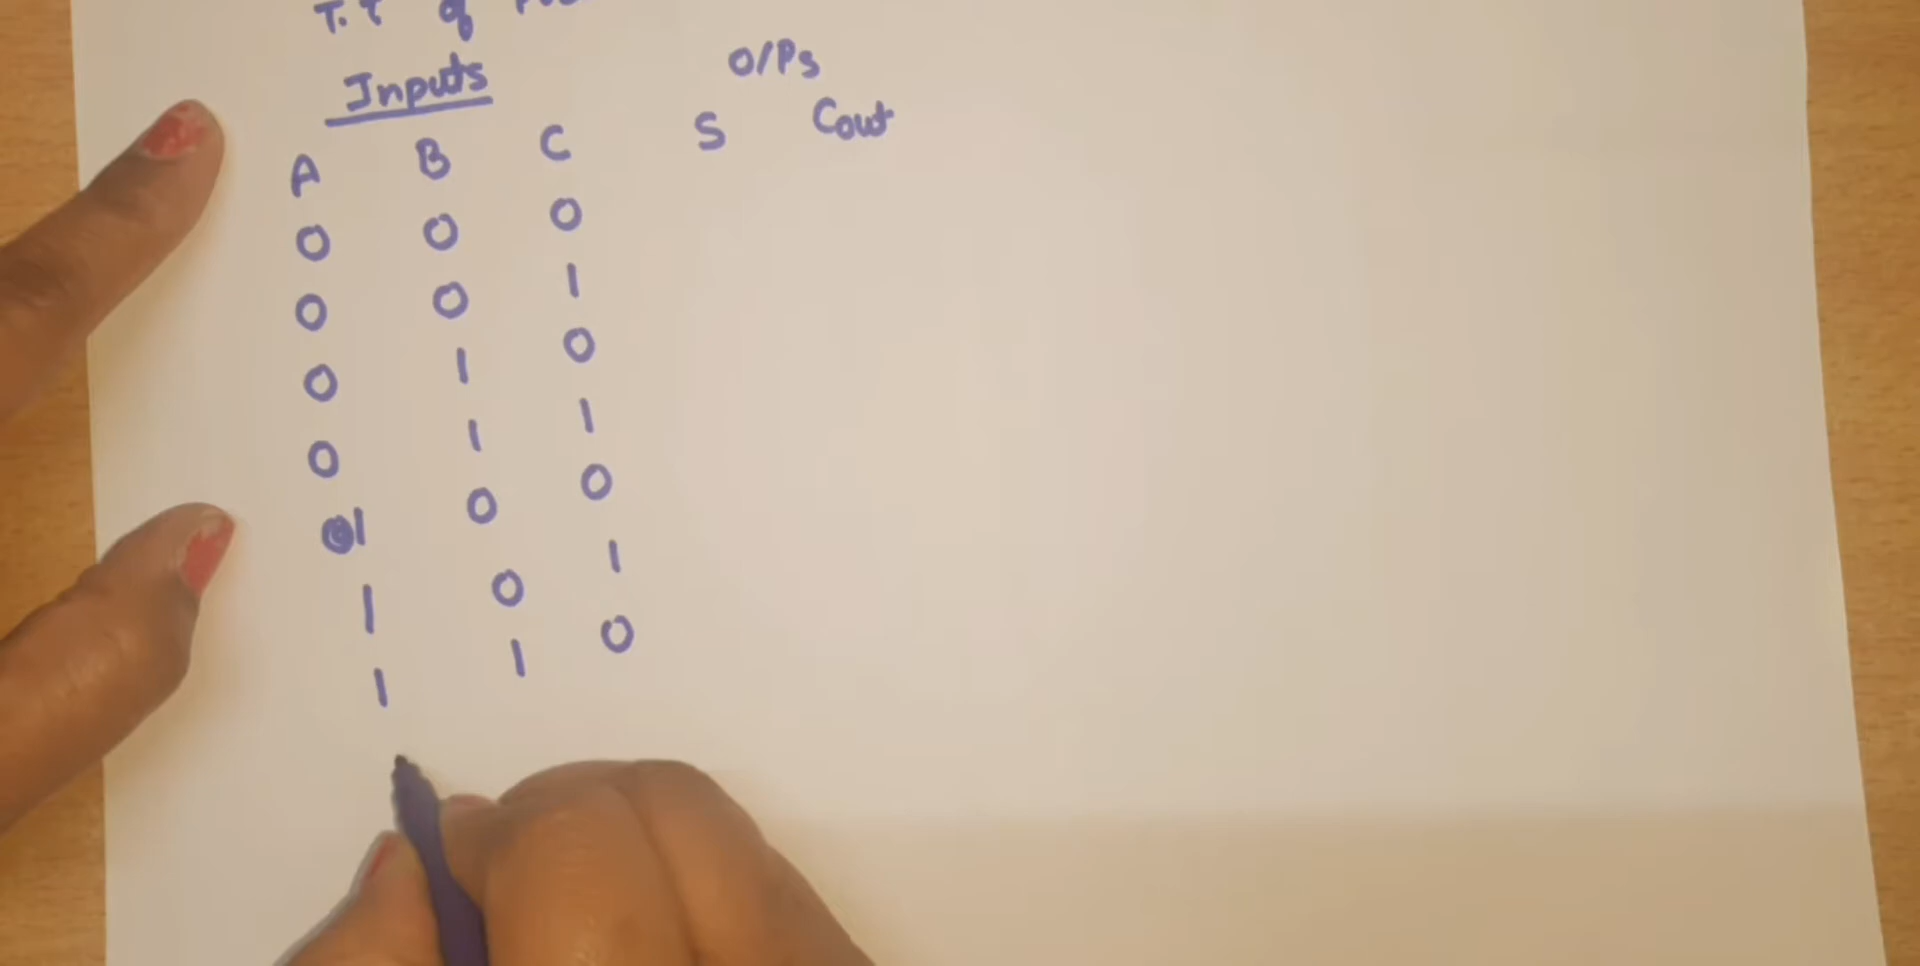 T.T of
Inputs O/Ps
A B C S Cout
0 0 0
0 0 1
0 1 0
0 1 1
1 0 0
1 0 1
1 1 0